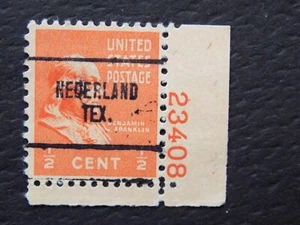 UNITED
STATES
POSTAGE
NEDERLAND
TEX.
BENJAMIN
FRANKLIN
1/2 CENT 1/2
23408